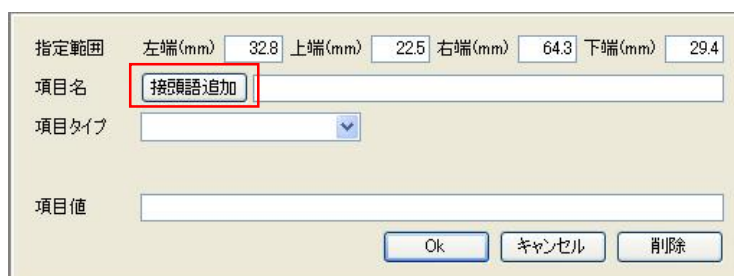 指定範囲 左端(mm) 32.8 上端(mm) 22.5 右端(mm) 64.3 下端(mm) 29.4
項目名 接頭語追加
項目タイプ
項目値
Ok キャンセル 削除